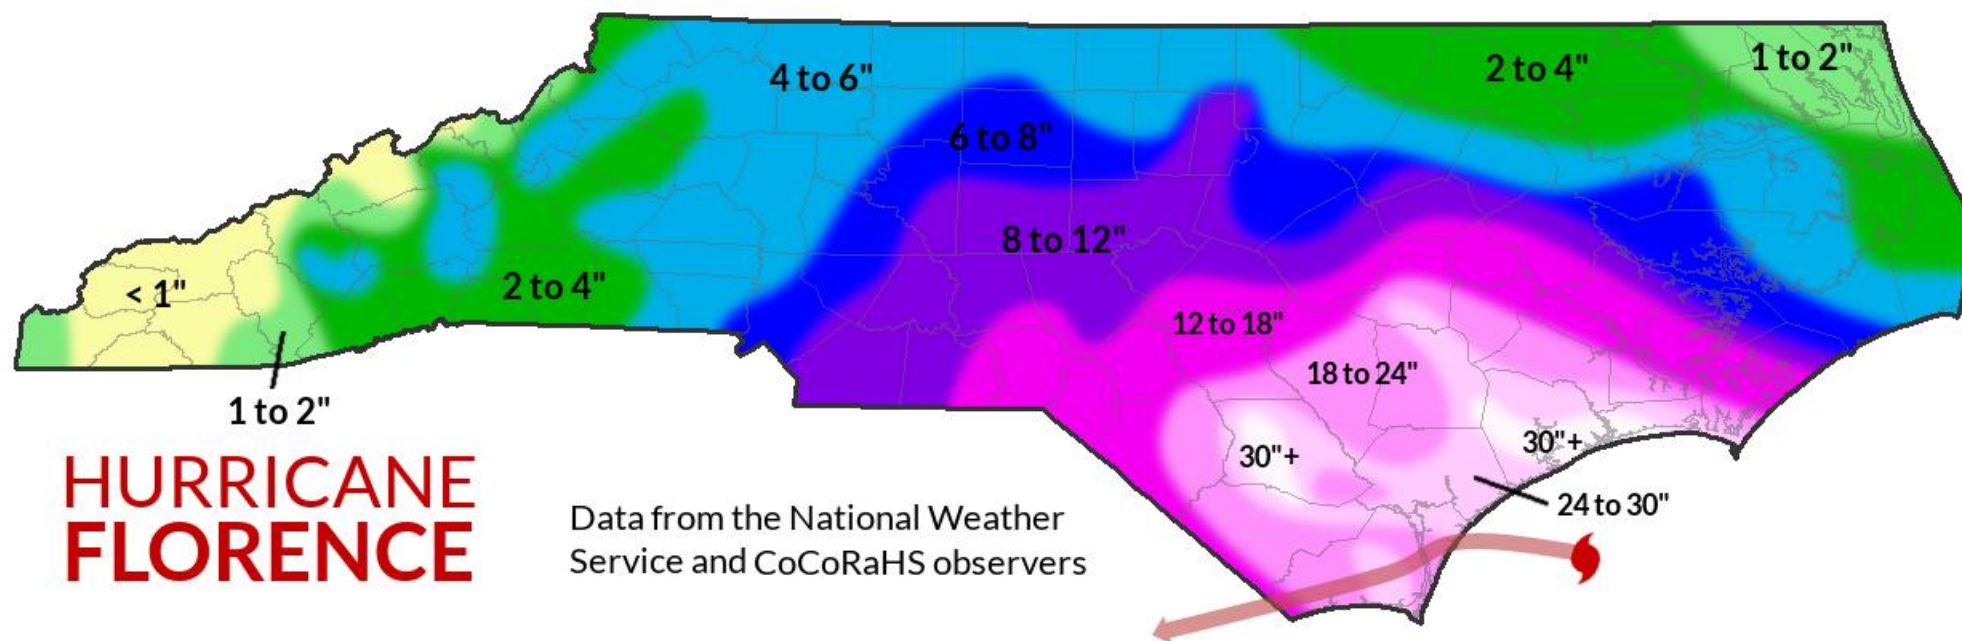 4 to 6"
2 to 4"
1 to 2"
6 to 8"
8 to 12"
< 1"
2 to 4"
12 to 18"
18 to 24"
1 to 2"
30"+
30"+
24 to 30"
HURRICANE
FLORENCE
Data from the National Weather
Service and CoCoRaHS observers